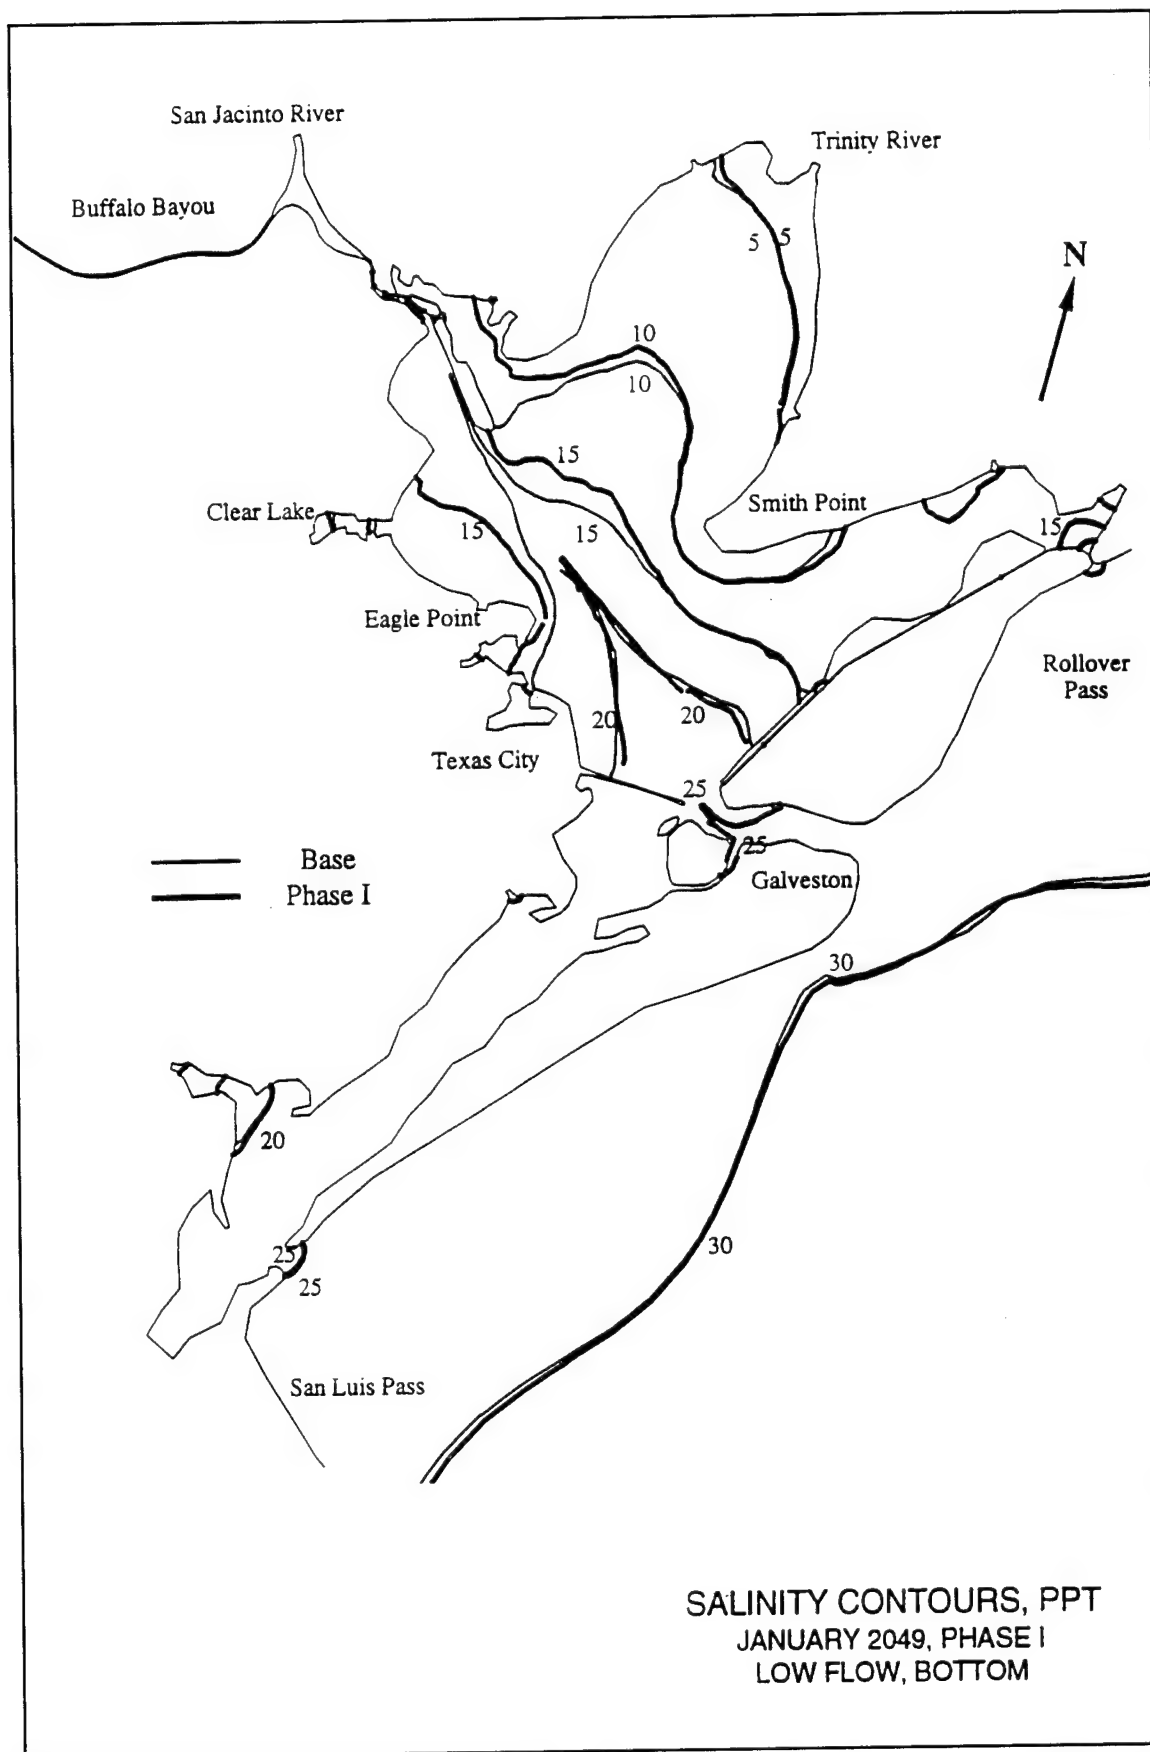 San Jacinto River
Trinity River
Buffalo Bayou
5
5
N
10
10
15
Smith Point
Clear Lake
15
15
15
Eagle Point
Rollover
Pass
20
20
Texas City
25
25
Base
Phase I
Galveston
30
20
30
25
25
San Luis Pass
SALINITY CONTOURS, PPT
JANUARY 2049, PHASE I
LOW FLOW, BOTTOM